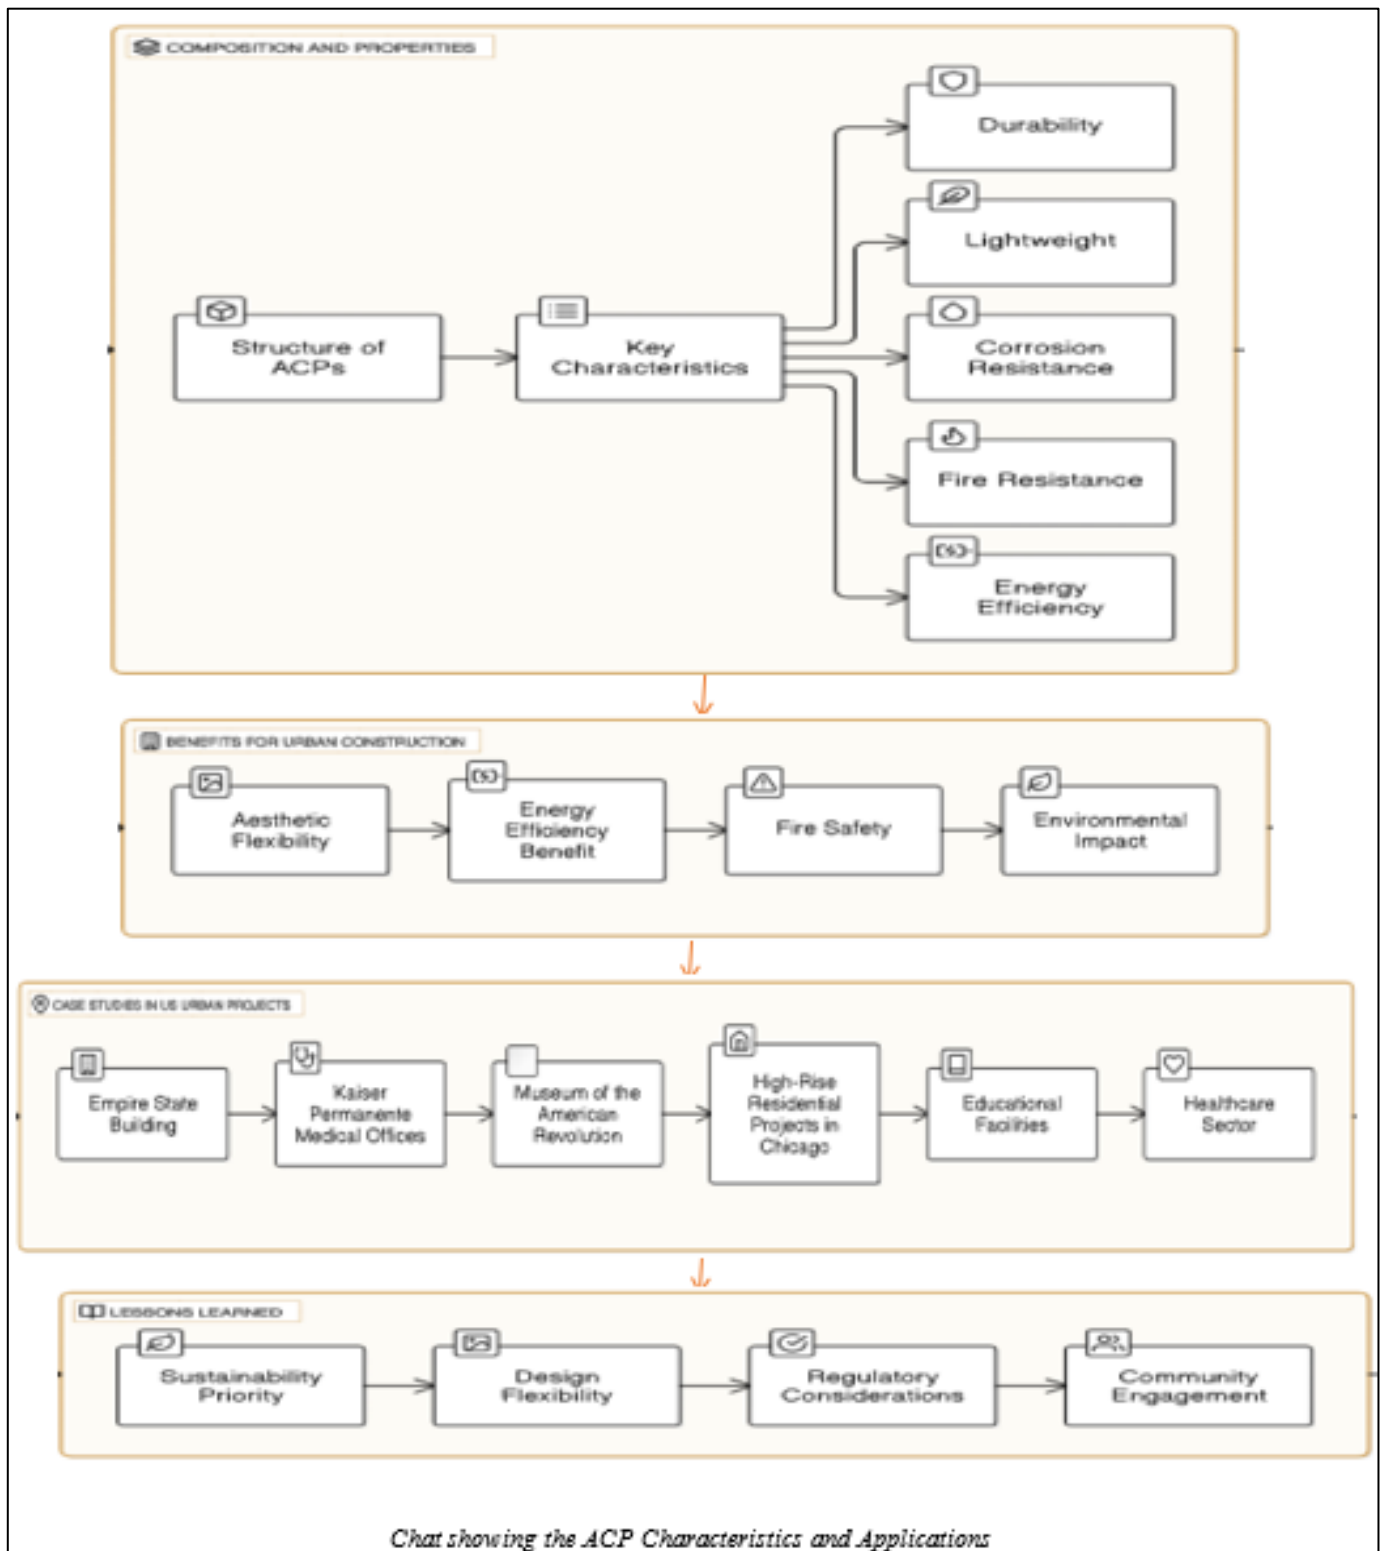 COMPOSITION AND PROPERTIES
Durability
Lightweight
Structure of
ACPs
Key
Characteristics
Corrosion
Resistance
Fire Resistance
Energy
Efficiency
BENEFITS FOR URBAN CONSTRUCTION
Aesthetic
Flexibility
Energy
Efficiency
Benefit
Fire Safety
Environmental
Impact
CASE STUDIES IN US URBAN PROJECTS
Empire State
Building
Kaiser
Permanente
Medical Offices
Museum of the
American
Revolution
High-Rise
Residential
Projects in
Chicago
Educational
Facilities
Healthcare
Sector
LESSONS LEARNED
Sustainability
Priority
Design
Flexibility
Regulatory
Considerations
Community
Engagement
Chat showing the ACP Characteristics and Applications